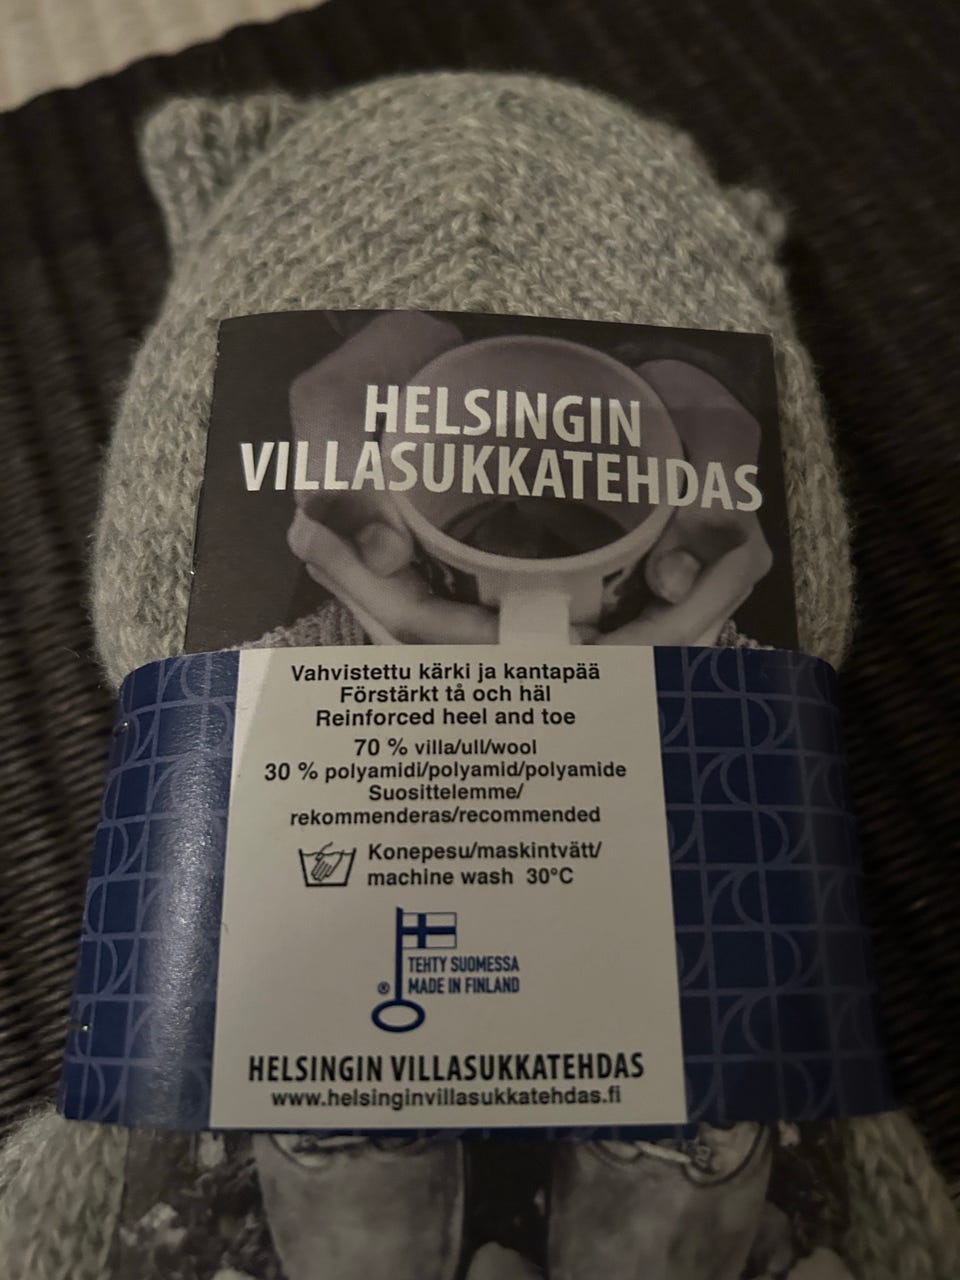 HELSINGIN
VILLASUKKATEHDAS
Vahvistettu kärki ja kantapää
Förstärkt tå och häl
Reinforced heel and toe
70 % villa/ull/wool
30 % polyamidi/polyamid/polyamide
Suosittelemme/
rekommenderas/recommended
Konepesu/maskintvätt/
machine wash 30°C
TEHTY SUOMESSA
® MADE IN FINLAND
HELSINGIN VILLASUKKATEHDAS
www.helsinginvillasukkatehdas.fi